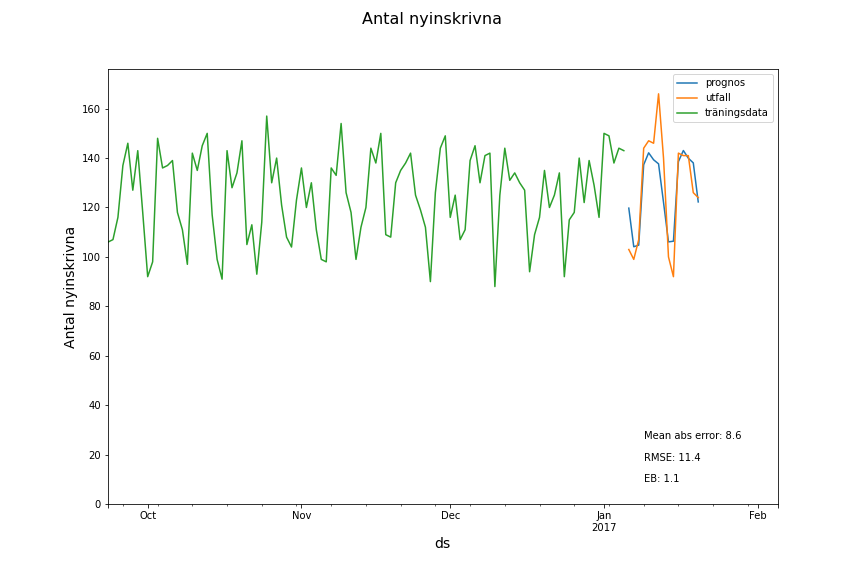 Antal nyinskrivna
prognos
utfall
träningsdata
Antal nyinskrivna
160
140
120
100
80
60
40
20
0
Mean abs error: 8.6
RMSE: 11.4
EB: 1.1
Oct
Nov
Dec
Jan
2017
Feb
ds